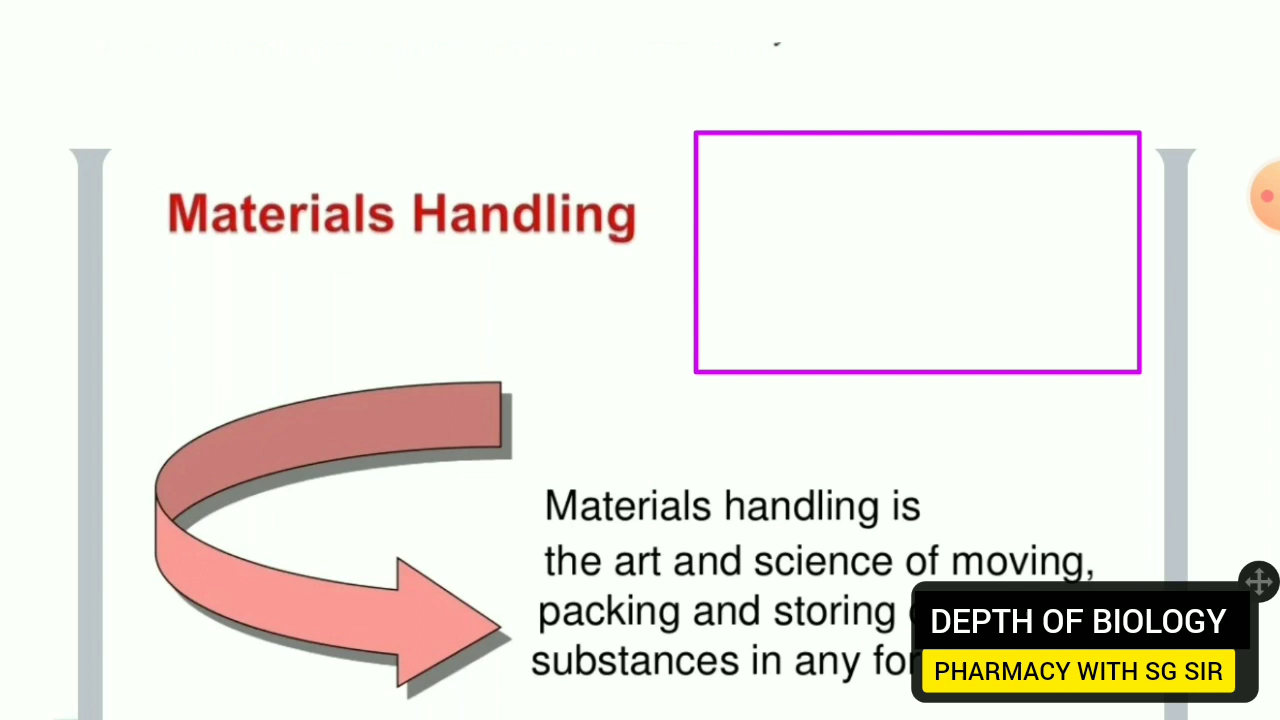 Materials Handling
Materials handling is
the art and science of moving,
packing and storing
substances in any
DEPTH OF BIOLOGY
PHARMACY WITH SG SIR